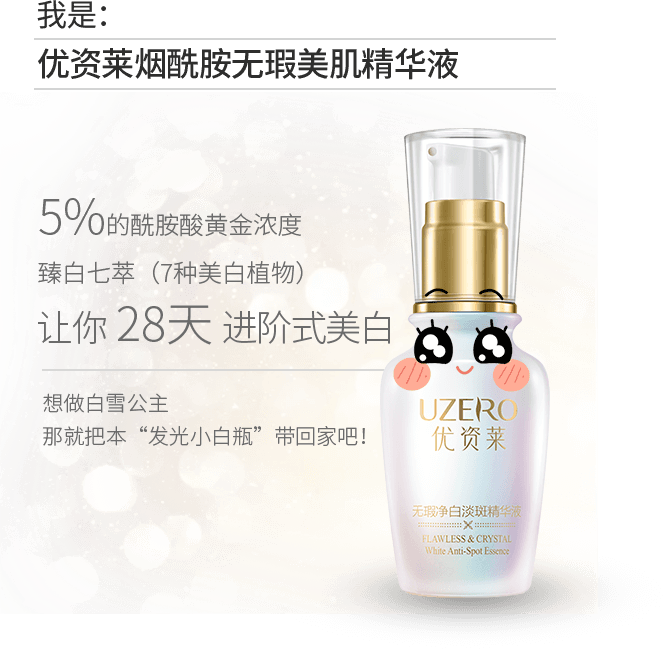 我是：
优资莱烟酰胺无瑕美肌精华液
5%的酰胺酸黄金浓度
臻白七萃（7种美白植物）
让你 28天 进阶式美白
想做白雪公主
那就把本“发光小白瓶”带回家吧！
UZERO
优资莱
无瑕净白淡斑精华液
FLAWLESS & CRYSTAL
White Anti-Spot Essence